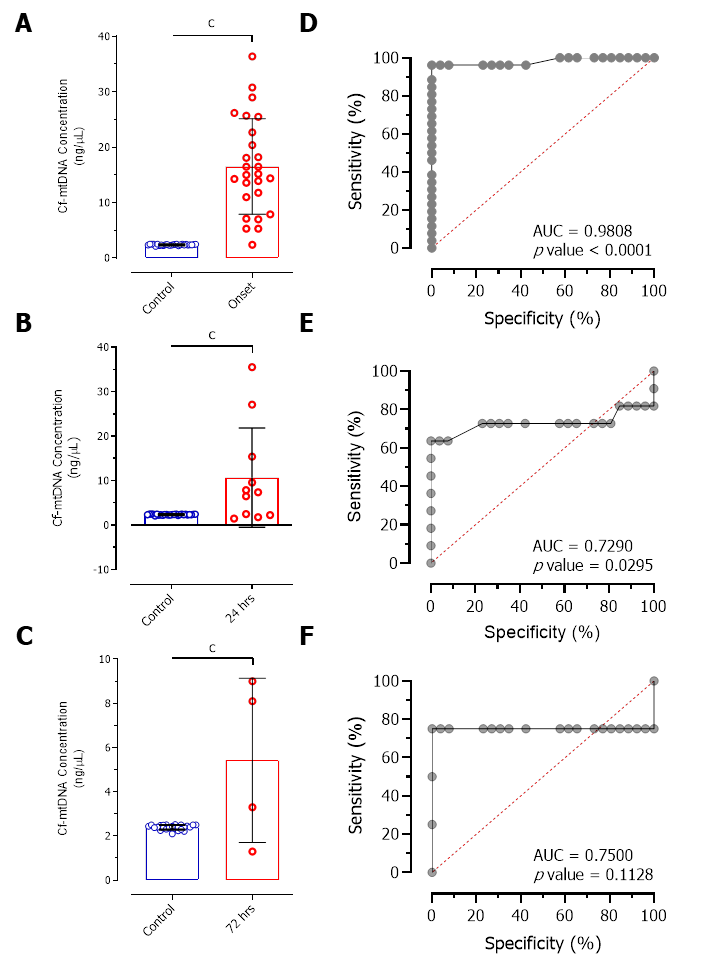 A
C
Cf-mtDNA Concentration
(ng/μL)
40
30
20
10
0
Control
Onset
D
Sensitivity (%)
100
80
60
40
20
0
AUC = 0.9808
p value < 0.0001
0 20 40 60 80 100
Specificity (%)
B
C
Cf-mtDNA Concentration
(ng/μL)
40
30
20
10
0
-10
Control
24 hrs
E
Sensitivity (%)
100
80
60
40
20
0
AUC = 0.7290
p value = 0.0295
0 20 40 60 80 100
Specificity (%)
C
C
Cf-mtDNA Concentration
(ng/μL)
10
8
6
4
2
0
Control
72 hrs
F
Sensitivity (%)
100
80
60
40
20
0
AUC = 0.7500
p value = 0.1128
0 20 40 60 80 100
Specificity (%)